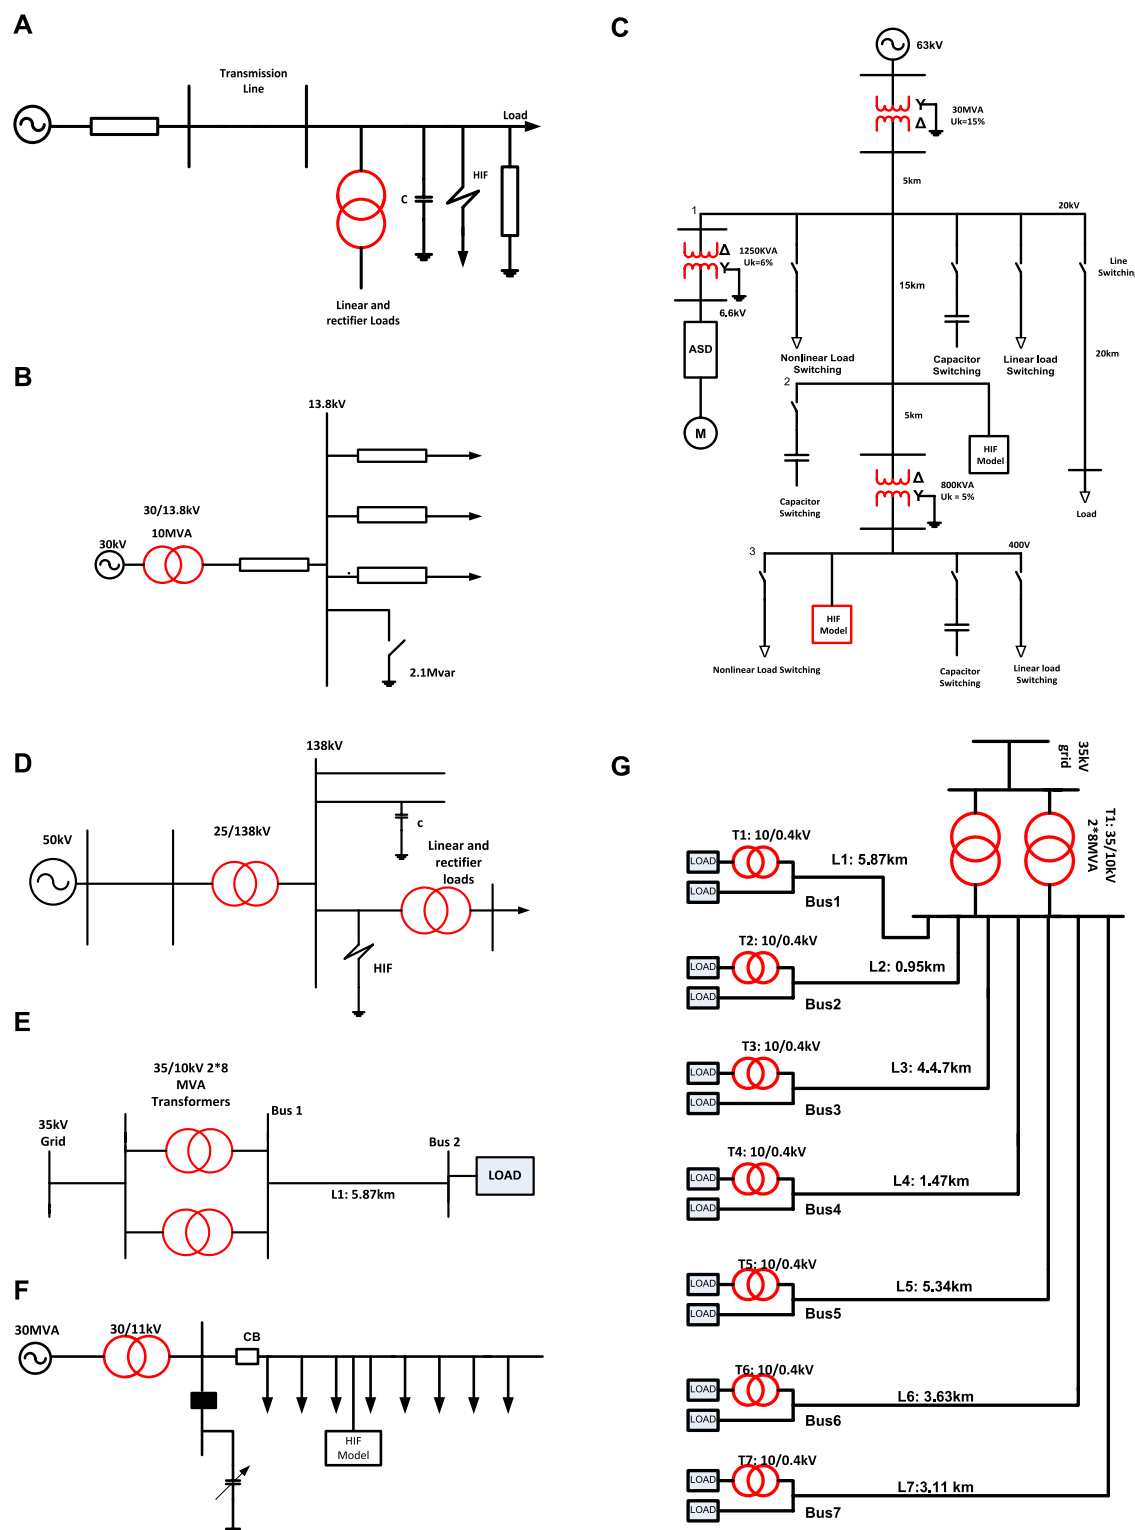 A
Transmission
Line
Load
C
HIF
Linear and
rectifier Loads
B
13.8kV
30/13.8kV
10MVA
30kV
2.1Mvar
C
63kV
Y
30MVA
Uk=15%
Δ
5km
20kV
1
Δ
1250KVA
Uk=6%
Y
6.6kV
ASD
M
15km
Line
Switching
20km
Nonlinear Load
Switching
Capacitor
Switching
Linear load
Switching
2
5km
HIF
Model
Capacitor
Switching
Δ
800KVA
Uk = 5%
Y
Load
3
400V
HIF
Model
Nonlinear Load Switching
Capacitor
Switching
Linear load
Switching
D
138kV
50kV
25/138kV
C
Linear and
rectifier
loads
HIF
E
35/10kV 2*8
MVA
Transformers
35kV
Grid
Bus 1
Bus 2
LOAD
L1: 5.87km
F
30MVA
30/11kV
CB
HIF
Model
G
35kV
grid
T1: 35/10kV
2*8MVA
T1: 10/0.4kV
LOAD
LOAD
L1: 5.87km
Bus1
T2: 10/0.4kV
LOAD
LOAD
L2: 0.95km
Bus2
T3: 10/0.4kV
LOAD
LOAD
L3: 4.4.7km
Bus3
T4: 10/0.4kV
LOAD
LOAD
L4: 1.47km
Bus4
T5: 10/0.4kV
LOAD
LOAD
L5: 5.34km
Bus5
T6: 10/0.4kV
LOAD
LOAD
L6: 3.63km
Bus6
T7: 10/0.4kV
LOAD
LOAD
L7:3.11 km
Bus7